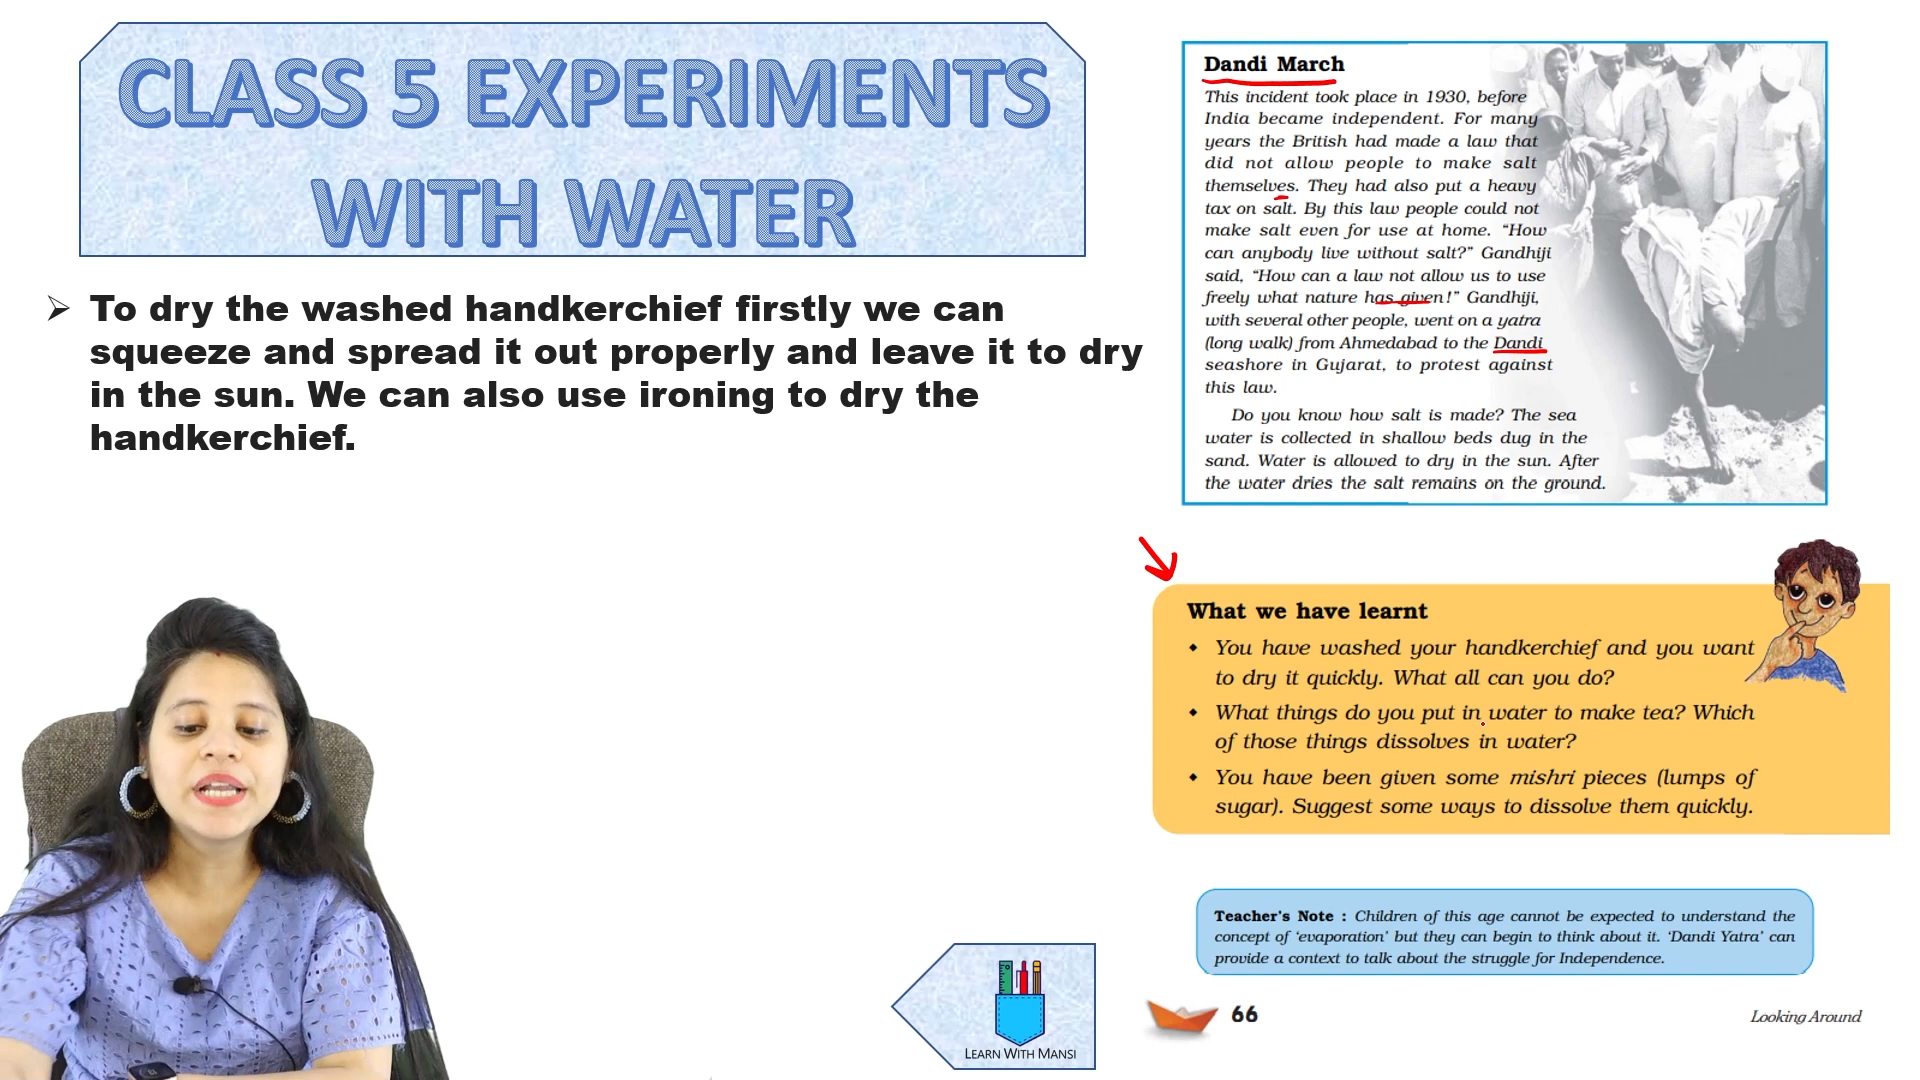 CLASS 5 EXPERIMENTS
WITH WATER
➢ To dry the washed handkerchief firstly we can
squeeze and spread it out properly and leave it to dry
in the sun. We can also use ironing to dry the
handkerchief.
Dandi March
This incident took place in 1930, before
India became independent. For many
years the British had made a law that
did not allow people to make salt
themselves. They had also put a heavy
tax on salt. By this law people could not
make salt even for use at home. “How
can anybody live without salt?” Gandhiji
said, “How can a law not allow us to use
freely what nature has given!” Gandhiji,
with several other people, went on a yatra
(long walk) from Ahmedabad to the Dandi
seashore in Gujarat, to protest against
this law.
Do you know how salt is made? The sea
water is collected in shallow beds dug in the
sand. Water is allowed to dry in the sun. After
the water dries the salt remains on the ground.
What we have learnt
• You have washed your handkerchief and you want
to dry it quickly. What all can you do?
• What things do you put in water to make tea? Which
of those things dissolves in water?
• You have been given some mishri pieces (lumps of
sugar). Suggest some ways to dissolve them quickly.
Teacher's Note : Children of this age cannot be expected to understand the
concept of ‘evaporation’ but they can begin to think about it. ‘Dandi Yatra’ can
provide a context to talk about the struggle for Independence.
66
Looking Around
LEARN WITH MANSI